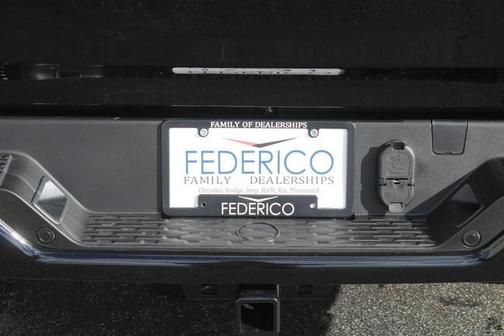 FAMILY OF DEALERSHIPS
FEDERICO
FAMILY DEALERSHIPS
Chrysler, Dodge, Jeep, RAM, Kia, Preowned
FEDERICO